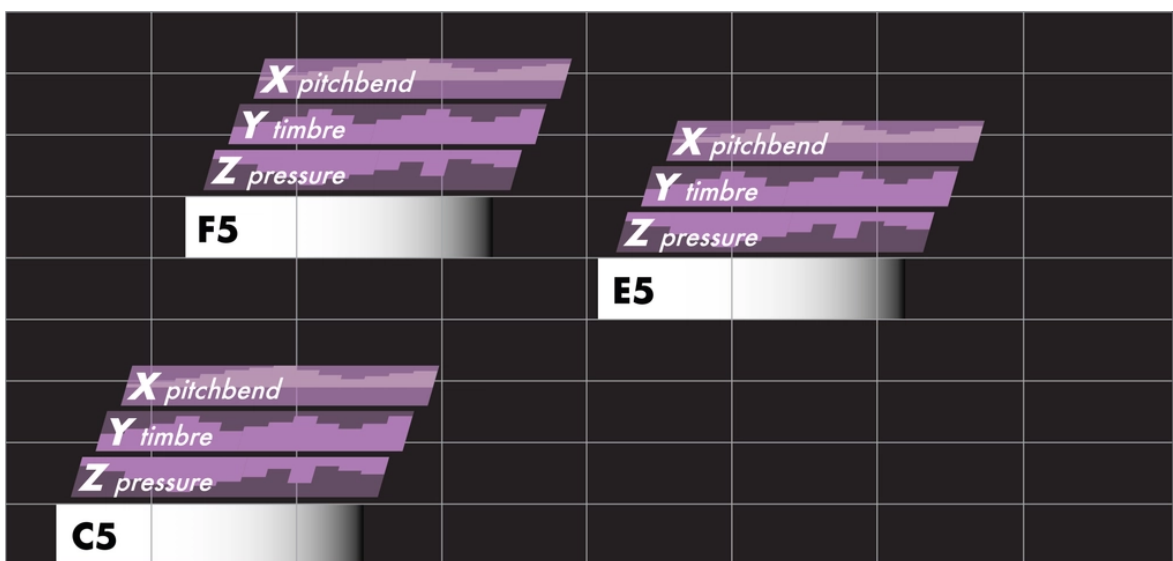 X pitchbend
Y timbre
Z pressure
F5
X pitchbend
Y timbre
Z pressure
E5
X pitchbend
Y timbre
Z pressure
C5